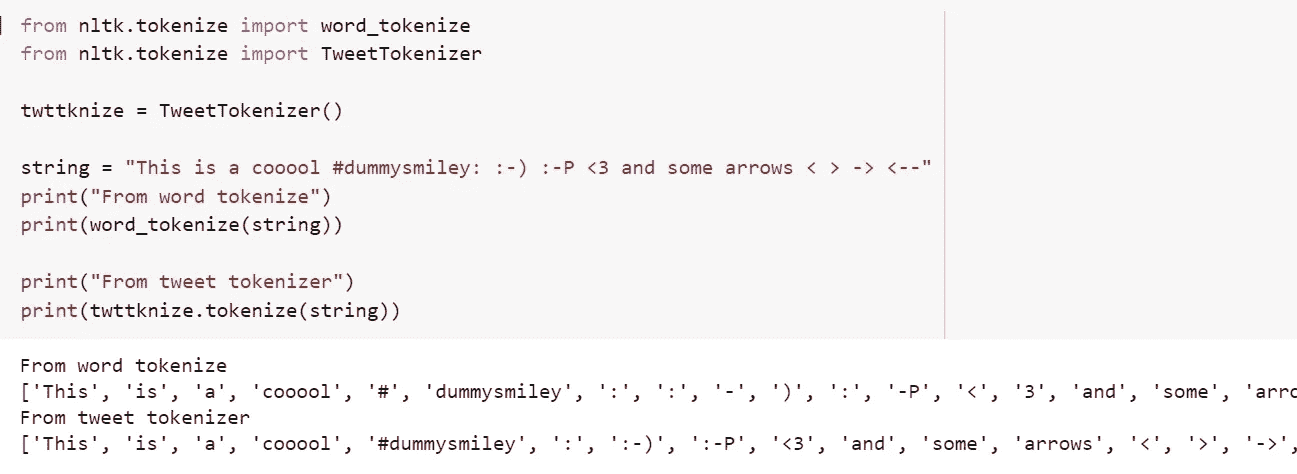 from nltk.tokenize import word_tokenize
from nltk.tokenize import TweetTokenizer
twttknize = TweetTokenizer()
string = "This is a cooool #dummysmiley: :-) :-P <3 and some arrows < > -> <--"
print("From word tokenize")
print(word_tokenize(string))
print("From tweet tokenizer")
print(twttknize.tokenize(string))
From word tokenize
['This', 'is', 'a', 'cooool', '#', 'dummysmiley', ':', ':', '-', ')', ':', '-P', '<', '3', 'and', 'some', 'arro
From tweet tokenizer
['This', 'is', 'a', 'cooool', '#dummysmiley', ':', ':-)', ':-P', '<3', 'and', 'some', 'arrows', '<', '>', '->',